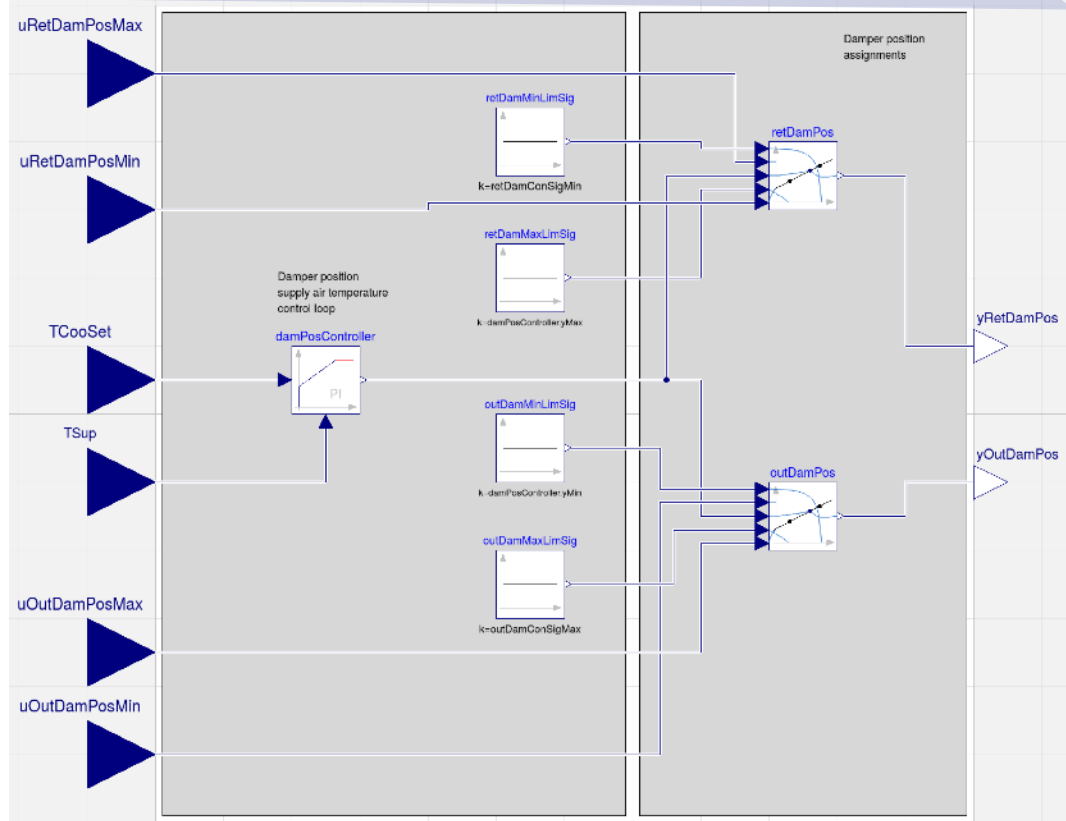 uRetDamPosMax
Damper position
assignments
retDamMinLimSig
retDamPos
uRetDamPosMin
k=retDamConSigMin
retDamMaxLimSig
Damper position
supply air temperature
control loop
k=damPosController.yMax
yRetDamPos
TCooSet
damPosController
PI
outDamMinLimSig
TSup
yOutDamPos
outDamPos
k=damPosController.yMin
outDamMaxLimSig
uOutDamPosMax
k=outDamConSigMax
uOutDamPosMin